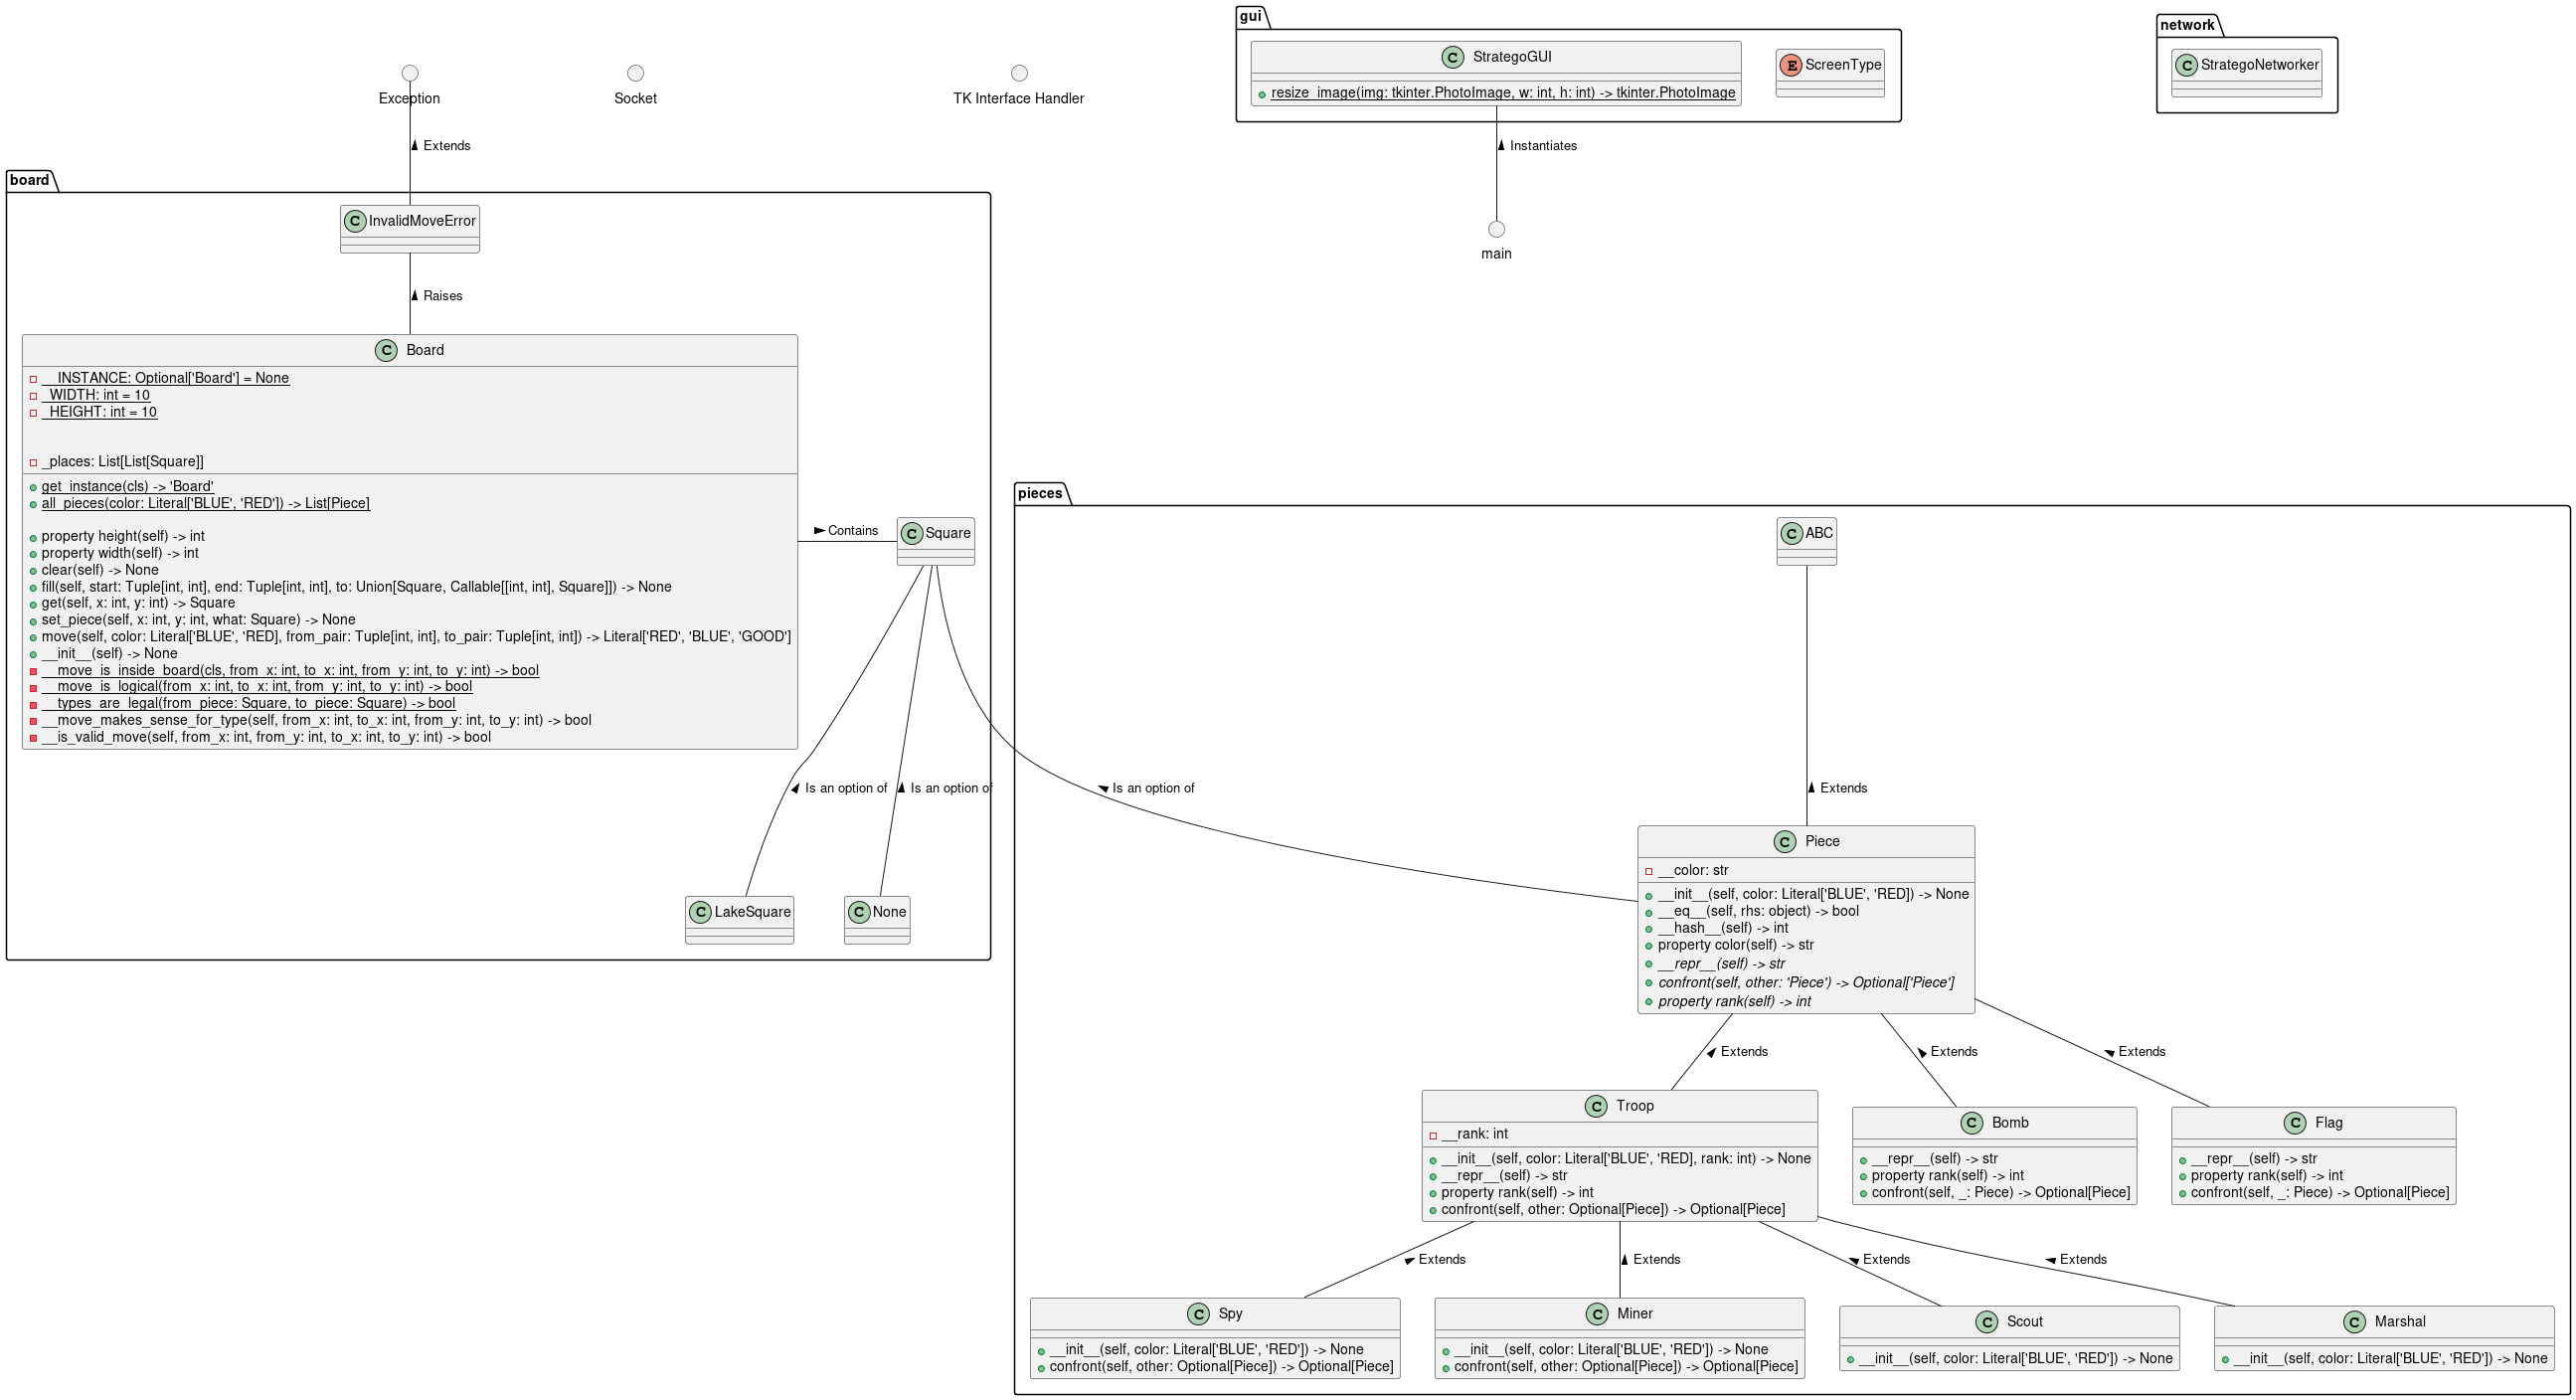 gui
C StrategoGUI
resize_image(img: tkinter.PhotoImage, w: int, h: int) -> tkinter.PhotoImage
E ScreenType
network
C StrategoNetworker
Exception
Socket
TK Interface Handler
Extends
Instantiates
main
board
C InvalidMoveError
Raises
C Board
__INSTANCE: Optional['Board'] = None
_WIDTH: int = 10
_HEIGHT: int = 10
_places: List[List[Square]]
get_instance(cls) -> 'Board'
all_pieces(color: Literal['BLUE', 'RED']) -> List[Piece]
property height(self) -> int
property width(self) -> int
clear(self) -> None
fill(self, start: Tuple[int, int], end: Tuple[int, int], to: Union[Square, Callable[[int, int], Square]]) -> None
get(self, x: int, y: int) -> Square
set_piece(self, x: int, y: int, what: Square) -> None
move(self, color: Literal['BLUE', 'RED], from_pair: Tuple[int, int], to_pair: Tuple[int, int]) -> Literal['RED', 'BLUE', 'GOOD']
__init__(self) -> None
__move_is_inside_board(cls, from_x: int, to_x: int, from_y: int, to_y: int) -> bool
__move_is_logical(from_x: int, to_x: int, from_y: int, to_y: int) -> bool
__types_are_legal(from_piece: Square, to_piece: Square) -> bool
__move_makes_sense_for_type(self, from_x: int, to_x: int, from_y: int, to_y: int) -> bool
__is_valid_move(self, from_x: int, from_y: int, to_x: int, to_y: int) -> bool
Contains
C Square
Is an option of
Is an option of
Is an option of
C LakeSquare
C None
pieces
C ABC
Extends
C Piece
__color: str
__init__(self, color: Literal['BLUE', 'RED]) -> None
__eq__(self, rhs: object) -> bool
__hash__(self) -> int
property color(self) -> str
__repr__(self) -> str
confront(self, other: 'Piece') -> Optional['Piece']
property rank(self) -> int
Extends
Extends
Extends
C Troop
__rank: int
__init__(self, color: Literal['BLUE', 'RED], rank: int) -> None
__repr__(self) -> str
property rank(self) -> int
confront(self, other: Optional[Piece]) -> Optional[Piece]
C Bomb
__repr__(self) -> str
property rank(self) -> int
confront(self, _: Piece) -> Optional[Piece]
C Flag
__repr__(self) -> str
property rank(self) -> int
confront(self, _: Piece) -> Optional[Piece]
Extends
Extends
Extends
Extends
C Spy
__init__(self, color: Literal['BLUE', 'RED']) -> None
confront(self, other: Optional[Piece]) -> Optional[Piece]
C Miner
__init__(self, color: Literal['BLUE', 'RED']) -> None
confront(self, other: Optional[Piece]) -> Optional[Piece]
C Scout
__init__(self, color: Literal['BLUE', 'RED']) -> None
C Marshal
__init__(self, color: Literal['BLUE', 'RED']) -> None